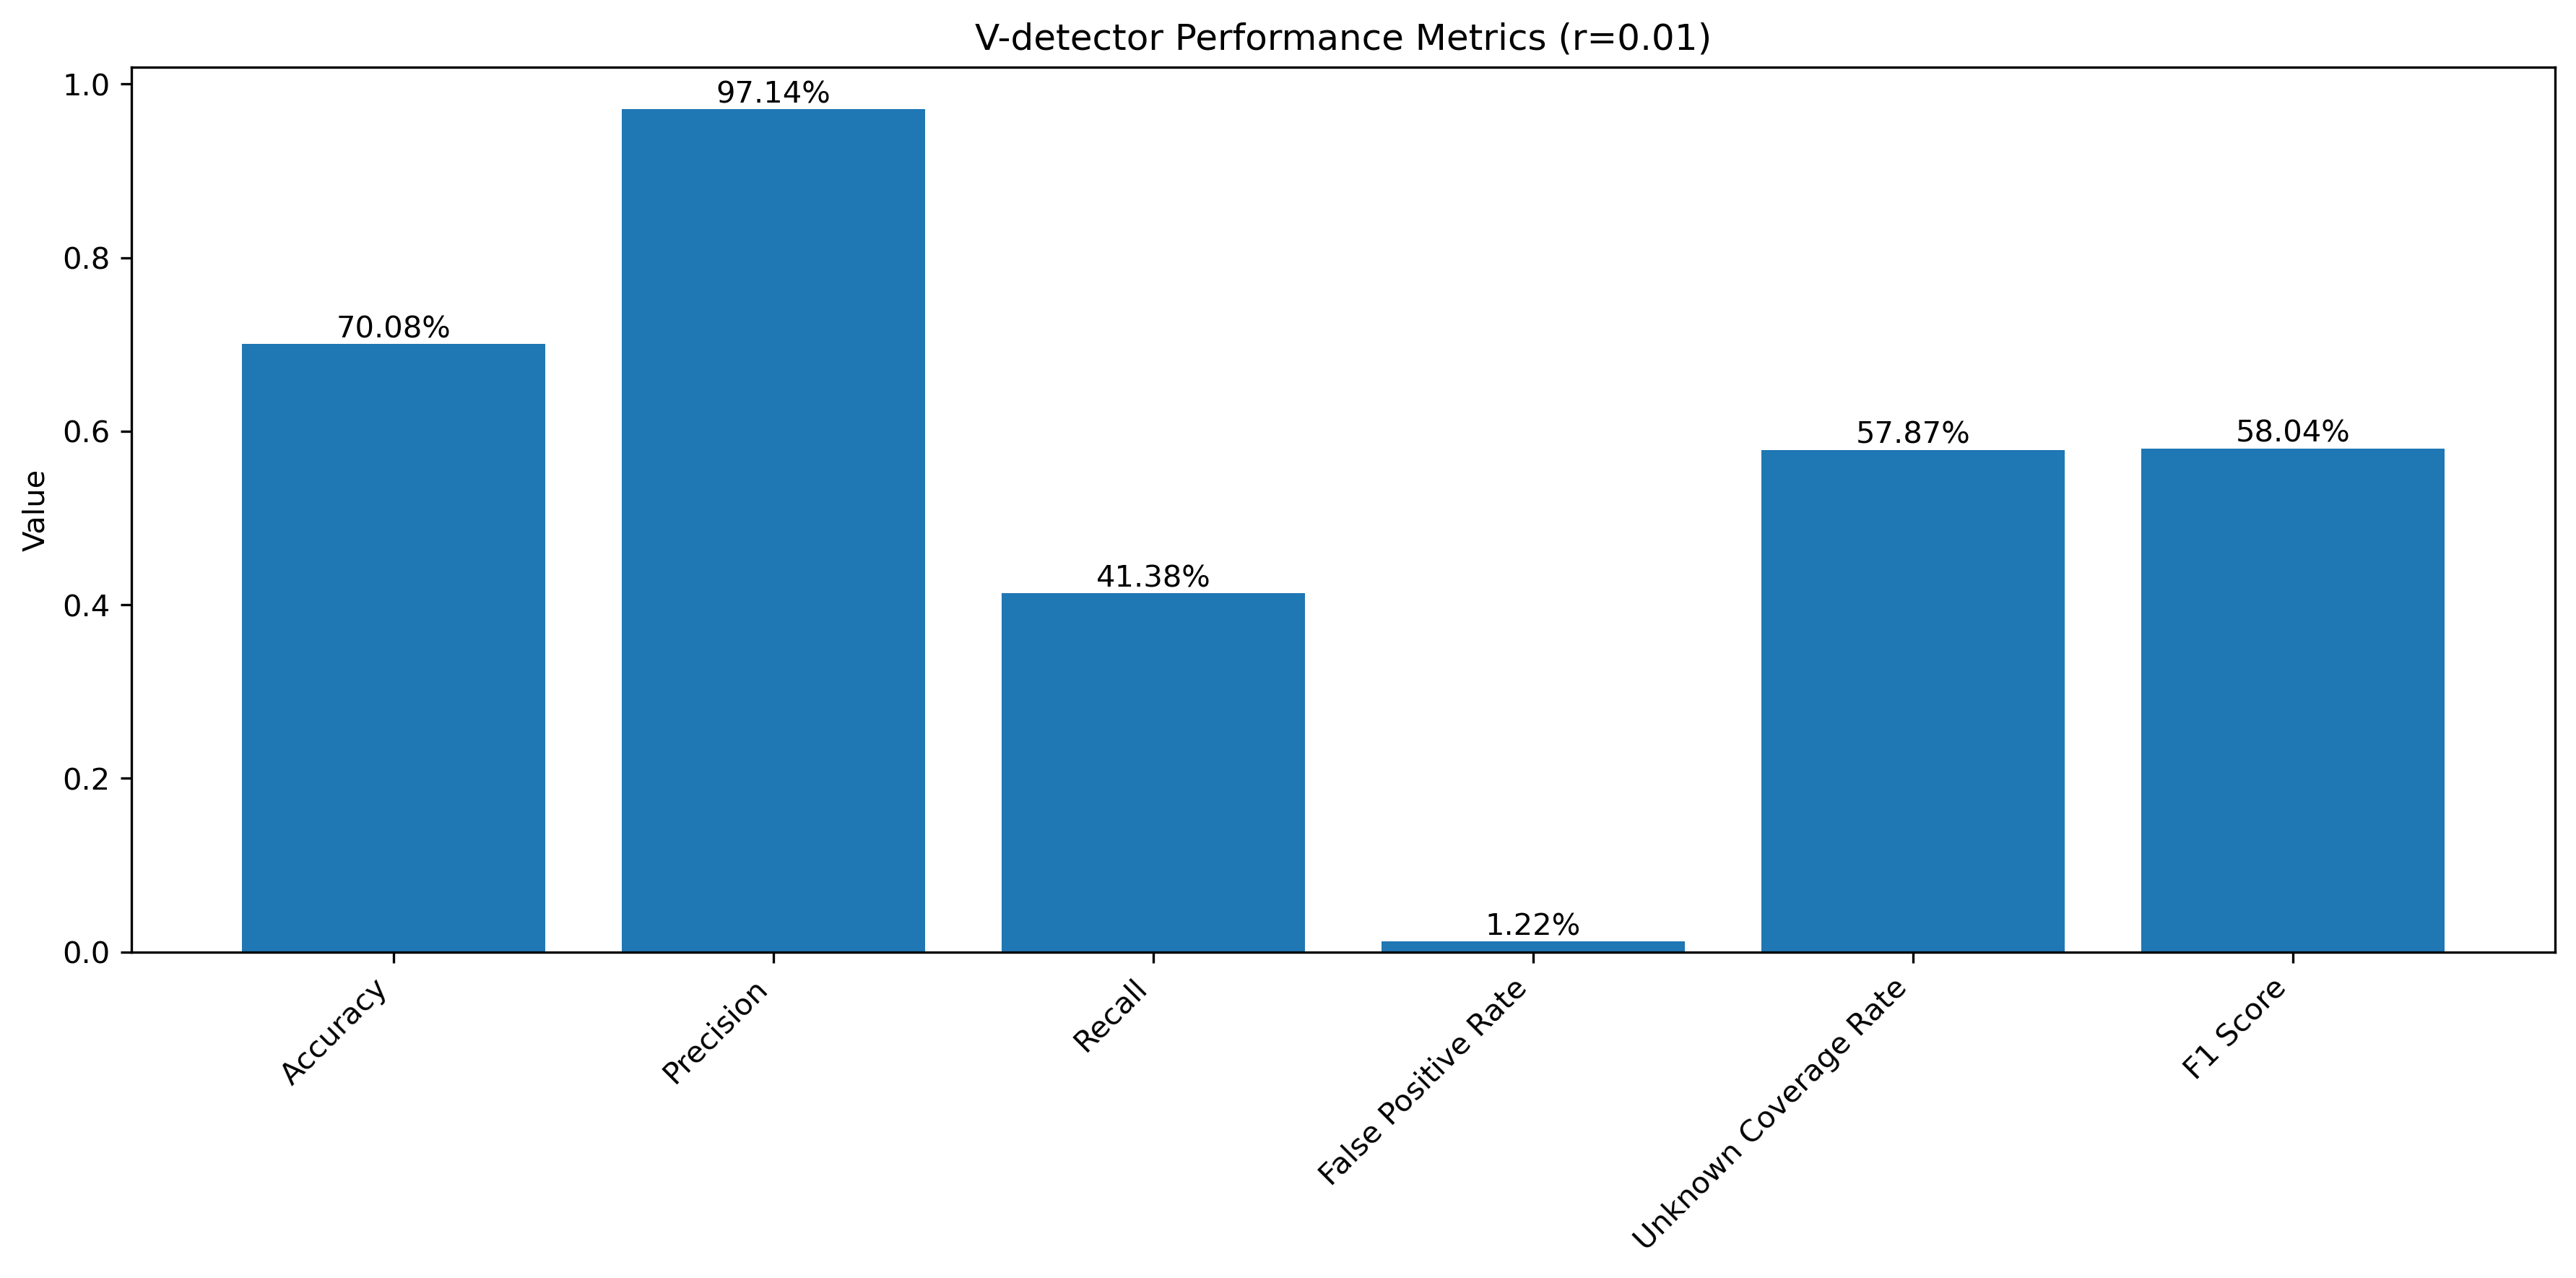 V-detector Performance Metrics (r=0.01)
1.0
0.8
0.6
0.4
0.2
0.0
Value
70.08%
97.14%
41.38%
1.22%
57.87%
58.04%
Accuracy
Precision
Recall
False Positive Rate
Unknown Coverage Rate
F1 Score